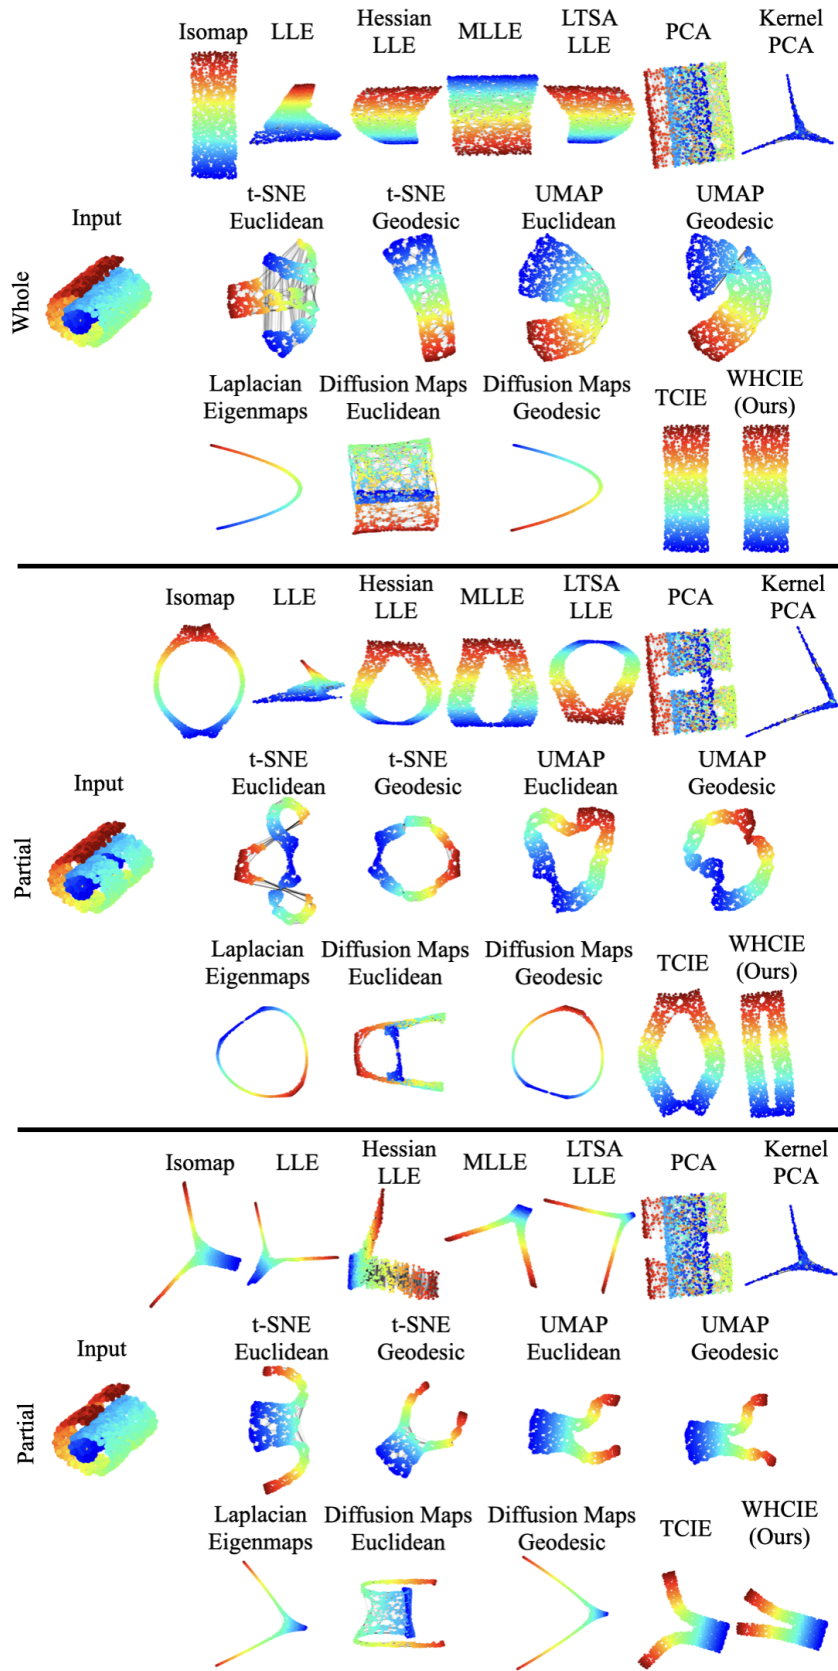 Isomap
LLE
Hessian
LLE
MLLE
LTSA
LLE
PCA
Kernel
PCA
Whole
Input
t-SNE
Euclidean
t-SNE
Geodesic
UMAP
Euclidean
UMAP
Geodesic
Laplacian
Eigenmaps
Diffusion Maps
Euclidean
Diffusion Maps
Geodesic
TCIE
WHCIE
(Ours)
Isomap
LLE
Hessian
LLE
MLLE
LTSA
LLE
PCA
Kernel
PCA
Partial
Input
t-SNE
Euclidean
t-SNE
Geodesic
UMAP
Euclidean
UMAP
Geodesic
Laplacian
Eigenmaps
Diffusion Maps
Euclidean
Diffusion Maps
Geodesic
TCIE
WHCIE
(Ours)
Isomap
LLE
Hessian
LLE
MLLE
LTSA
LLE
PCA
Kernel
PCA
Partial
Input
t-SNE
Euclidean
t-SNE
Geodesic
UMAP
Euclidean
UMAP
Geodesic
Laplacian
Eigenmaps
Diffusion Maps
Euclidean
Diffusion Maps
Geodesic
TCIE
WHCIE
(Ours)